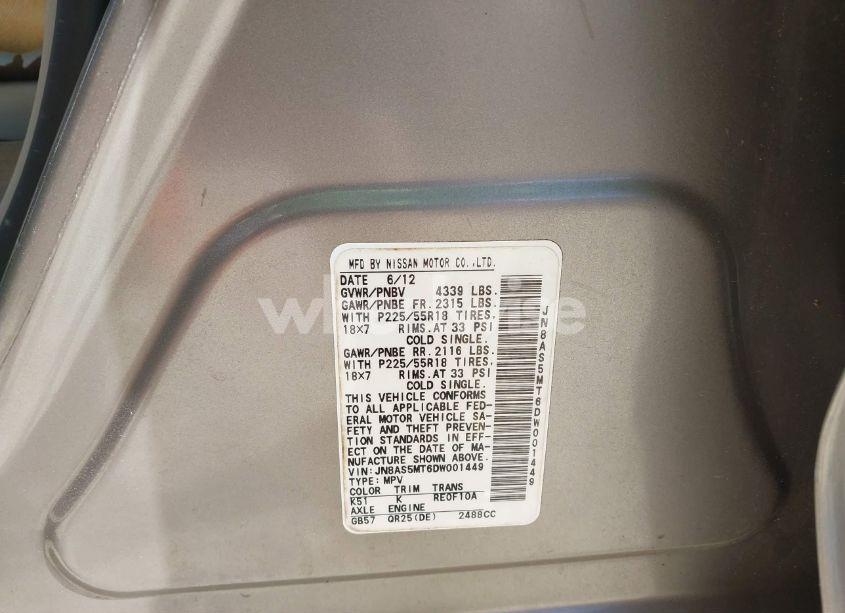 MFD BY NISSAN MOTOR CO.,LTD.
DATE 6/12
GVWR/PNBV 4339 LBS.
GAWR/PNBE FR. 2315 LBS.
WITH P225/55R18 TIRES.
18X7 RIMS.AT 33 PSI
COLD SINGLE.
GAWR/PNBE RR. 2116 LBS.
WITH P225/55R18 TIRES.
18X7 RIMS.AT 33 PSI
COLD SINGLE.
THIS VEHICLE CONFORMS
TO ALL APPLICABLE FED-
ERAL MOTOR VEHICLE SA-
FETY AND THEFT PREVEN-
TION STANDARDS IN EFF-
ECT ON THE DATE OF MA-
NUFACTURE SHOWN ABOVE.
VIN:JN8AS5MT6DW001449
TYPE:MPV
COLOR TRIM TRANS
K51 K RE0F10A
AXLE ENGINE
GB57 QR25(DE) 2488CC
JN8AS5MT6DW001449